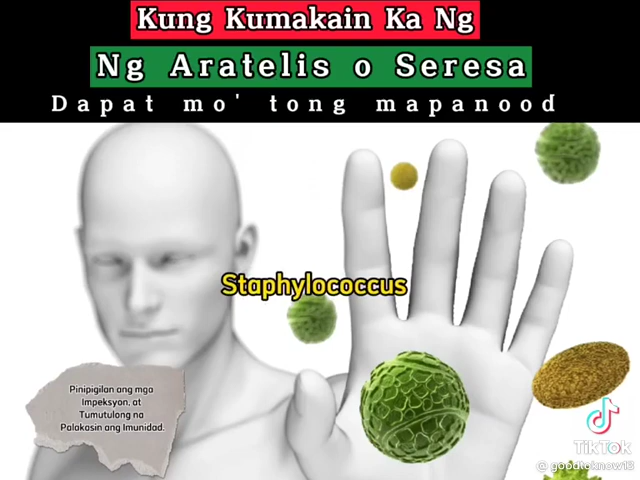 Kung Kumakain Ka Ng
Ng Aratelis o Seresa
Dapat mo' tong mapanood
Staphylococcus
Pinipigilan ang mga
Impeksyon, at
Tumutulong na
Palakasin ang Imunidad.
TikTok
@goodtoknow13